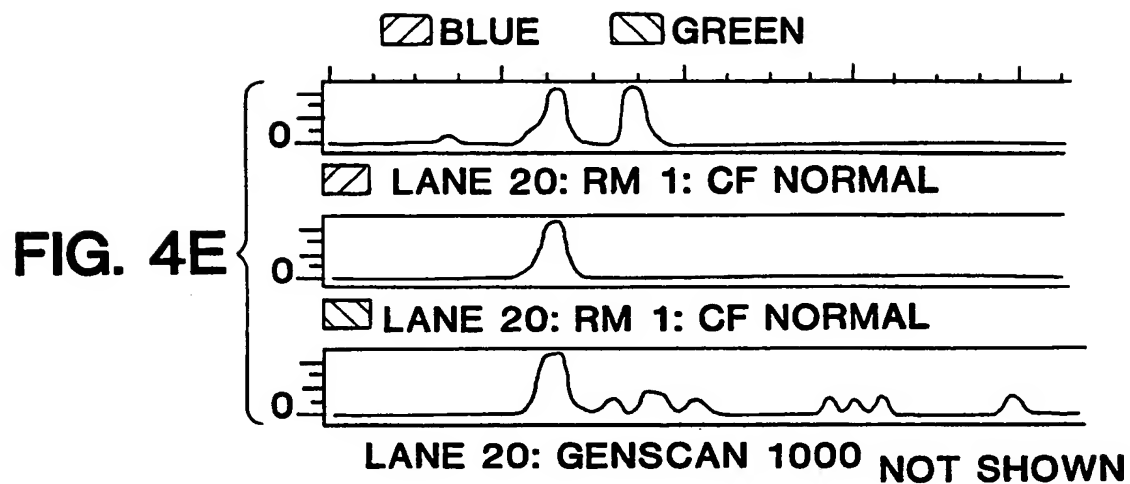 BLUE GREEN
0
LANE 20: RM 1: CF NORMAL
FIG. 4E
0
LANE 20: RM 1: CF NORMAL
0
LANE 20: GENSCAN 1000 NOT SHOWN